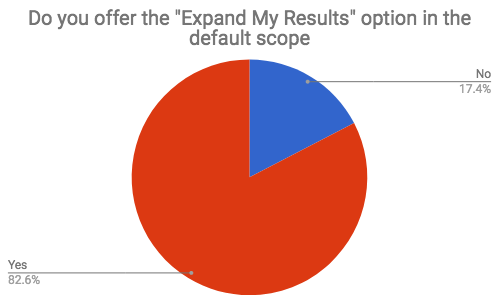 Do you offer the "Expand My Results" option in the
default scope
No
17.4%
Yes
82.6%